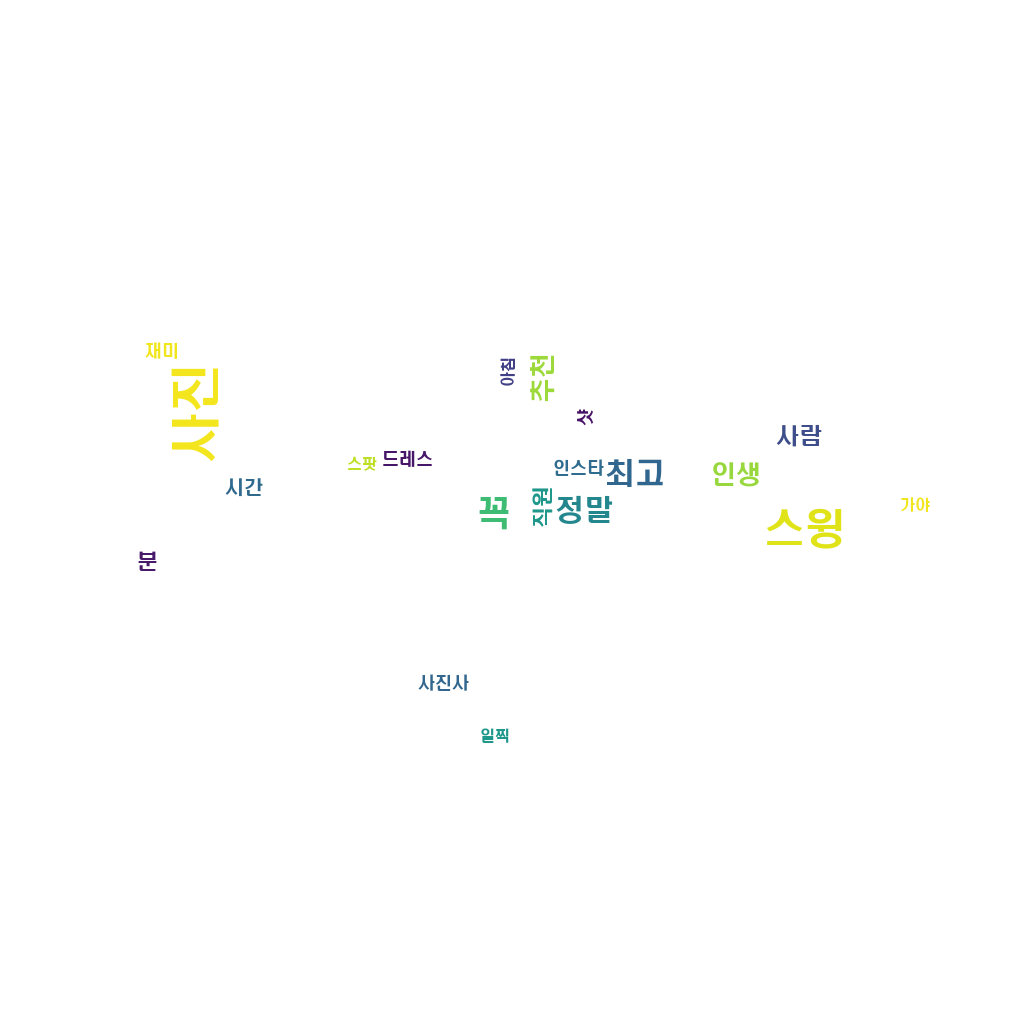 재미
사진
아침
추천
샷
사람
스팟
드레스
인스타
최고
인생
시간
꼭
직원
정말
스윙
가야
분
사진사
일찍